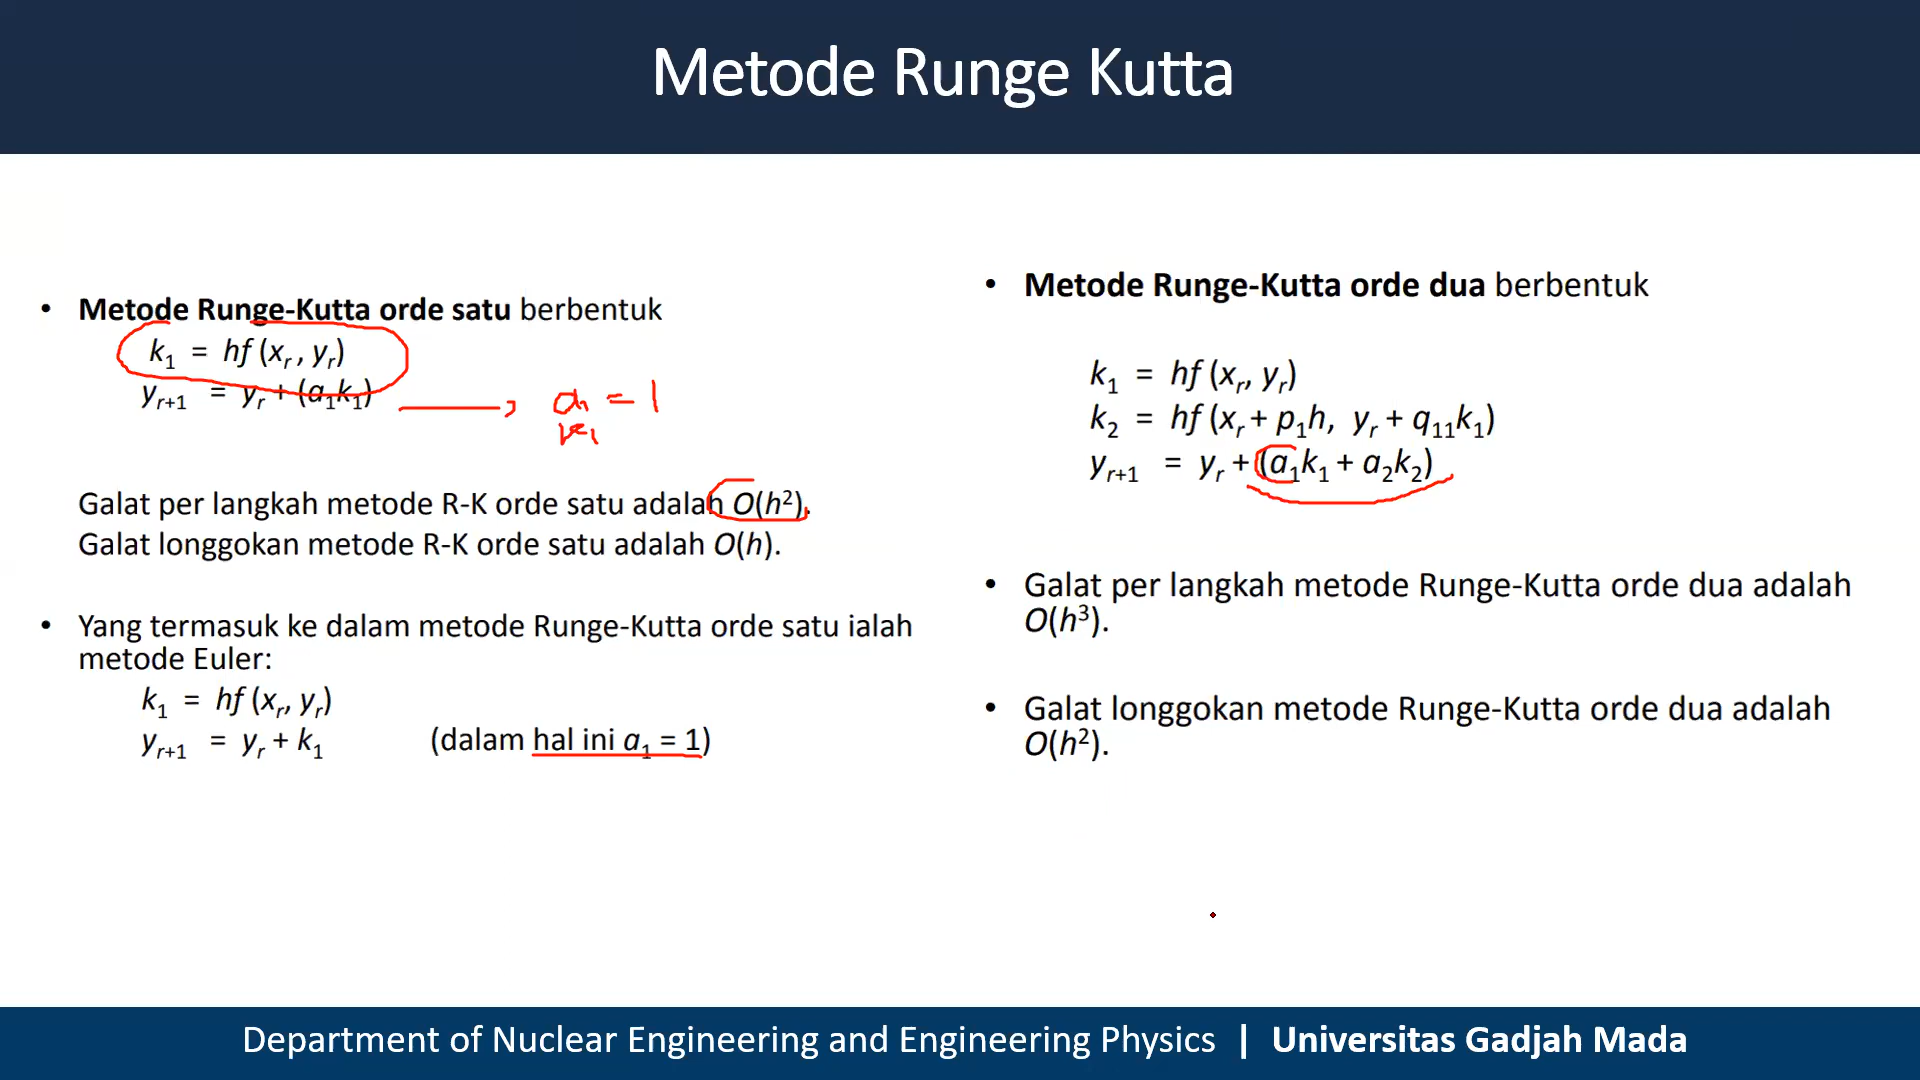 Metode Runge Kutta
• Metode Runge-Kutta orde satu berbentuk
k₁ = hf (xᵣ , yᵣ)
yᵣ₊₁ = yᵣ + (a₁k₁)
a₁ = 1
k₁
Galat per langkah metode R-K orde satu adalah O(h²).
Galat longgokan metode R-K orde satu adalah O(h).
• Yang termasuk ke dalam metode Runge-Kutta orde satu ialah
metode Euler:
k₁ = hf (xᵣ, yᵣ)
yᵣ₊₁ = yᵣ + k₁ (dalam hal ini a₁ = 1)
• Metode Runge-Kutta orde dua berbentuk
k₁ = hf (xᵣ, yᵣ)
k₂ = hf (xᵣ + p₁h, yᵣ + q₁₁k₁)
yᵣ₊₁ = yᵣ + (a₁k₁ + a₂k₂)
• Galat per langkah metode Runge-Kutta orde dua adalah
O(h³).
• Galat longgokan metode Runge-Kutta orde dua adalah
O(h²).
Department of Nuclear Engineering and Engineering Physics | Universitas Gadjah Mada